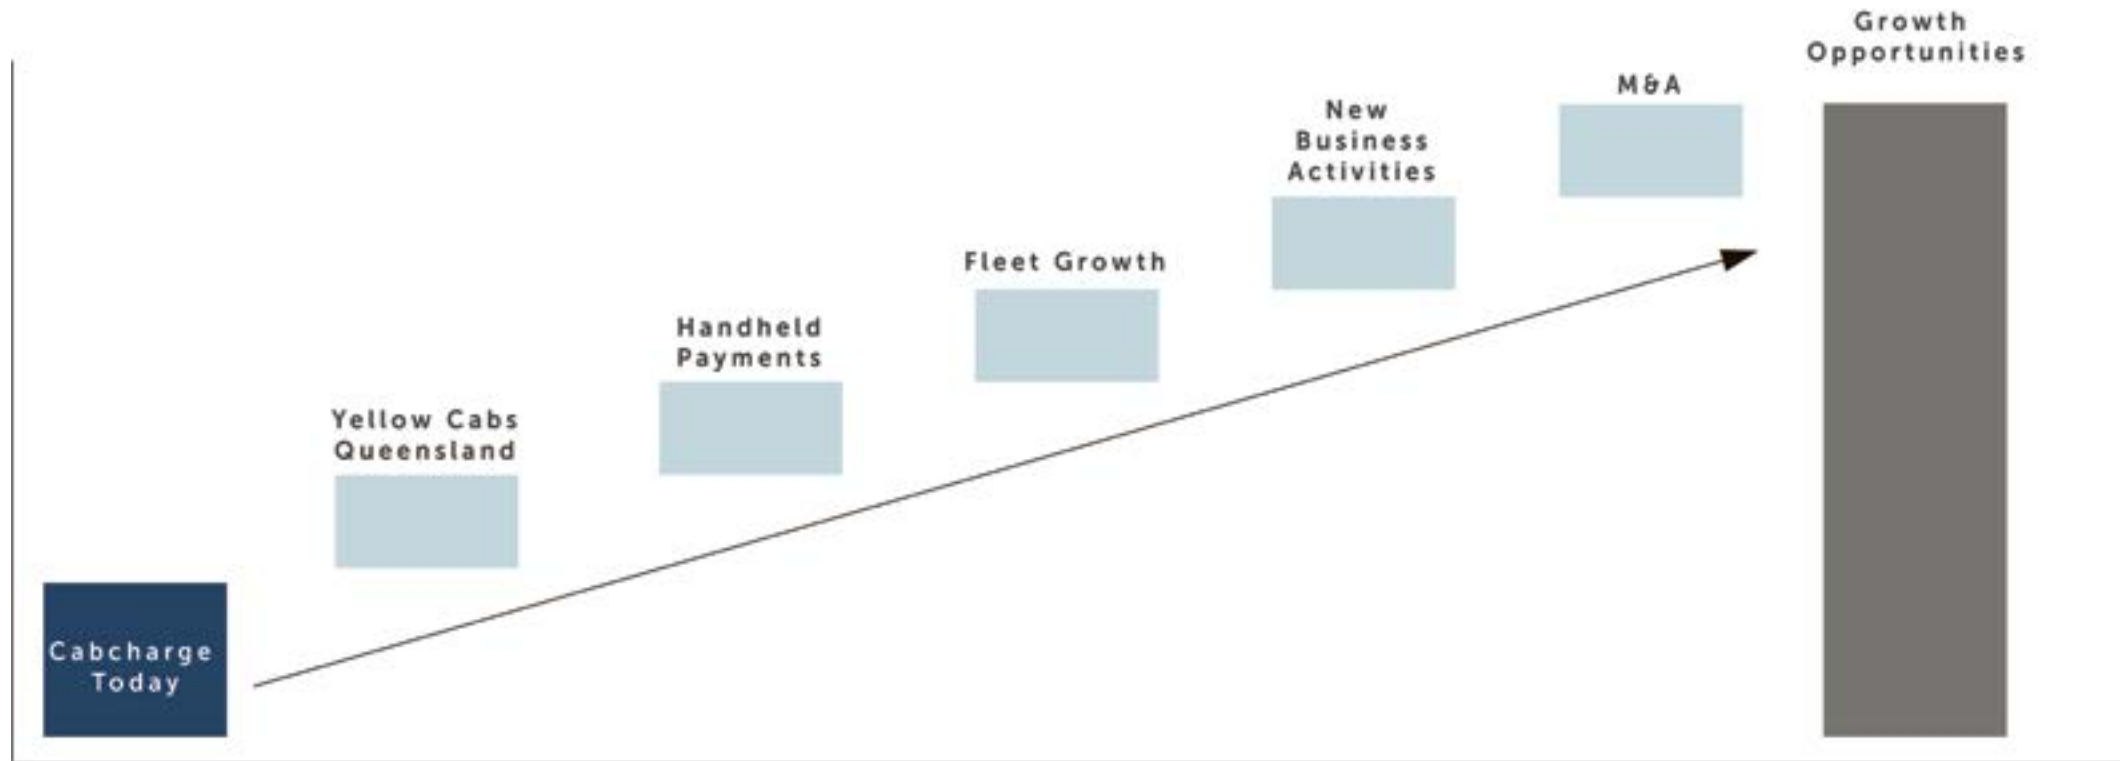 Cabcharge
Today
Yellow Cabs
Queensland
Handheld
Payments
Fleet Growth
New
Business
Activities
M&A
Growth
Opportunities